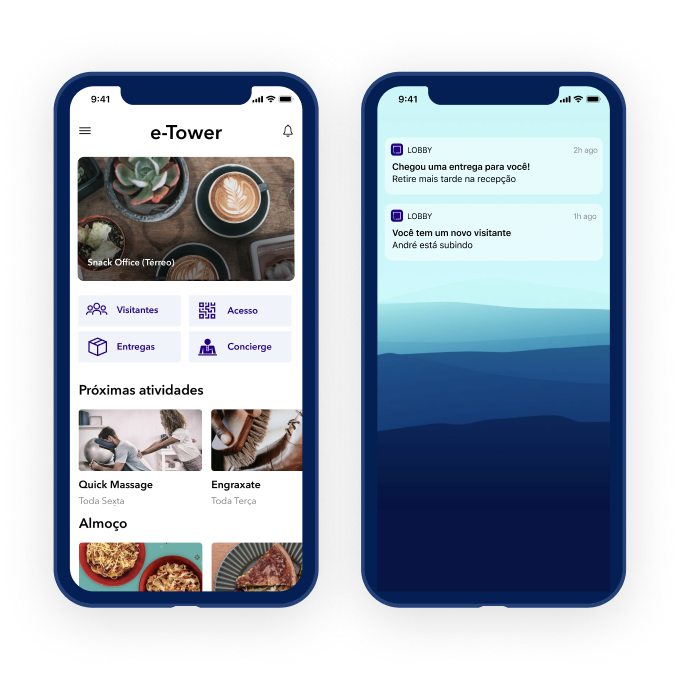 9:41
e-Tower
Snack Office (Térreo)
Visitantes
Acesso
Entregas
Concierge
Próximas atividades
Quick Massage
Engraxate
Toda Sexta
Toda Terça
Almoço
9:41
LOBBY
2h ago
Chegou uma entrega para você!
Retire mais tarde na recepção
LOBBY
1h ago
Você tem um novo visitante
André está subindo